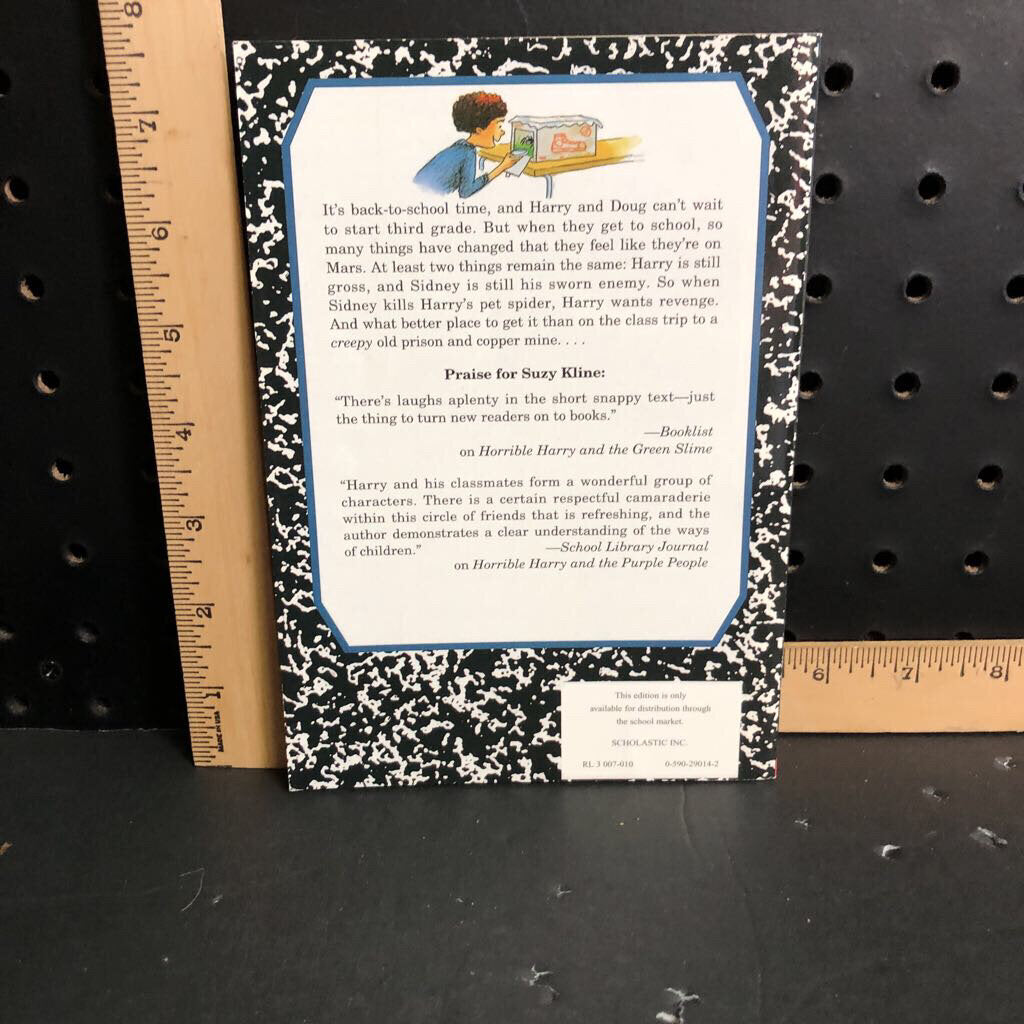 It's back-to-school time, and Harry and Doug can't wait
to start third grade. But when they get to school, so
many things have changed that they feel like they're on
Mars. At least two things remain the same: Harry is still
gross, and Sidney is still his sworn enemy. So when
Sidney kills Harry's pet spider, Harry wants revenge.
And what better place to get it than on the class trip to a
creepy old prison and copper mine. . . .
Praise for Suzy Kline:
"There's laughs aplenty in the short snappy text—just
the thing to turn new readers on to books."
—Booklist
on Horrible Harry and the Green Slime
"Harry and his classmates form a wonderful group of
characters. There is a certain respectful camaraderie
within this circle of friends that is refreshing, and the
author demonstrates a clear understanding of the ways
of children." —School Library Journal
on Horrible Harry and the Purple People
This edition is only
available for distribution through
the school market.
SCHOLASTIC INC.
RL 3 007-010 0-590-29014-2
8
7
6
5
4
3
2
1
MADE IN USA
6 7 8